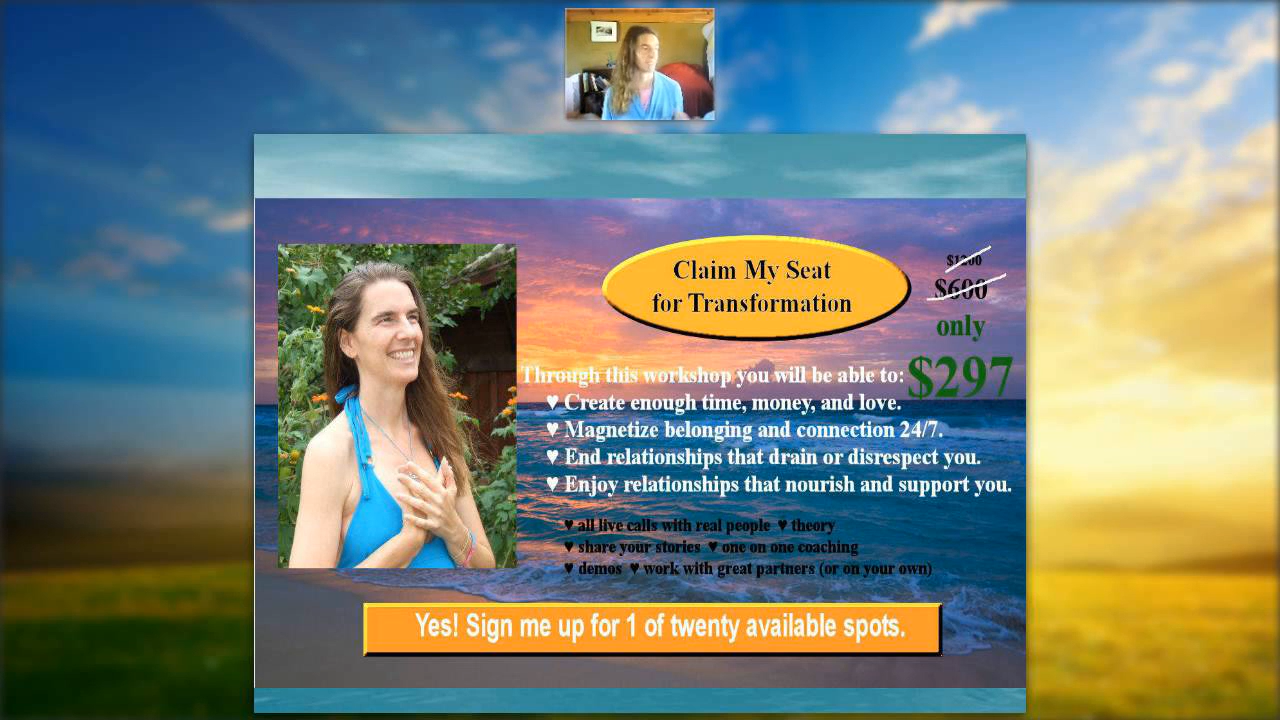 Claim My Seat
for Transformation
$1200
$600
only
$297
Through this workshop you will be able to:
♥ Create enough time, money, and love.
♥ Magnetize belonging and connection 24/7.
♥ End relationships that drain or disrespect you.
♥ Enjoy relationships that nourish and support you.
♥ all live calls with real people ♥ theory
♥ share your stories ♥ one on one coaching
♥ demos ♥ work with great partners (or on your own)
Yes! Sign me up for 1 of twenty available spots.